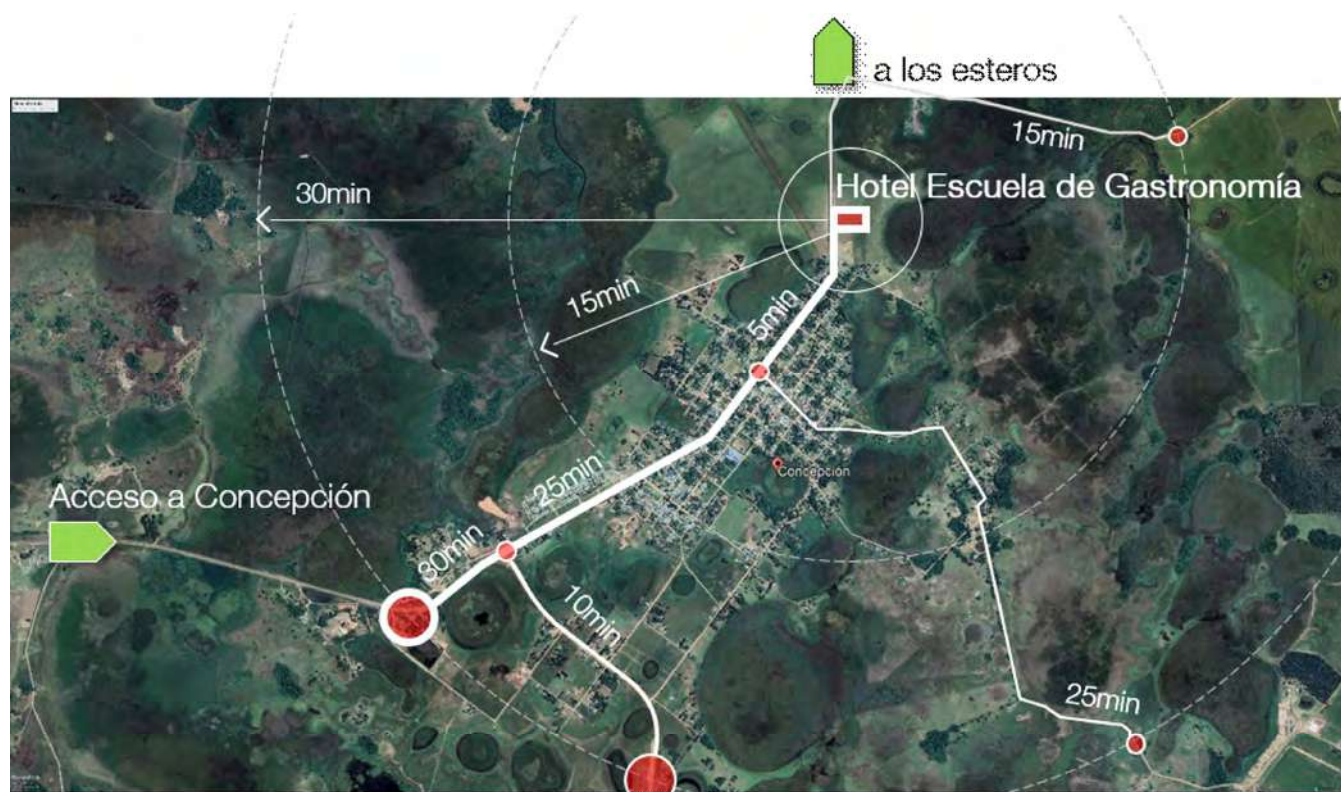 a los esteros
15min
30min
Hotel Escuela de Gastronomía
15min
5min
Concepción
25min
Acceso a Concepción
30min
10min
25min